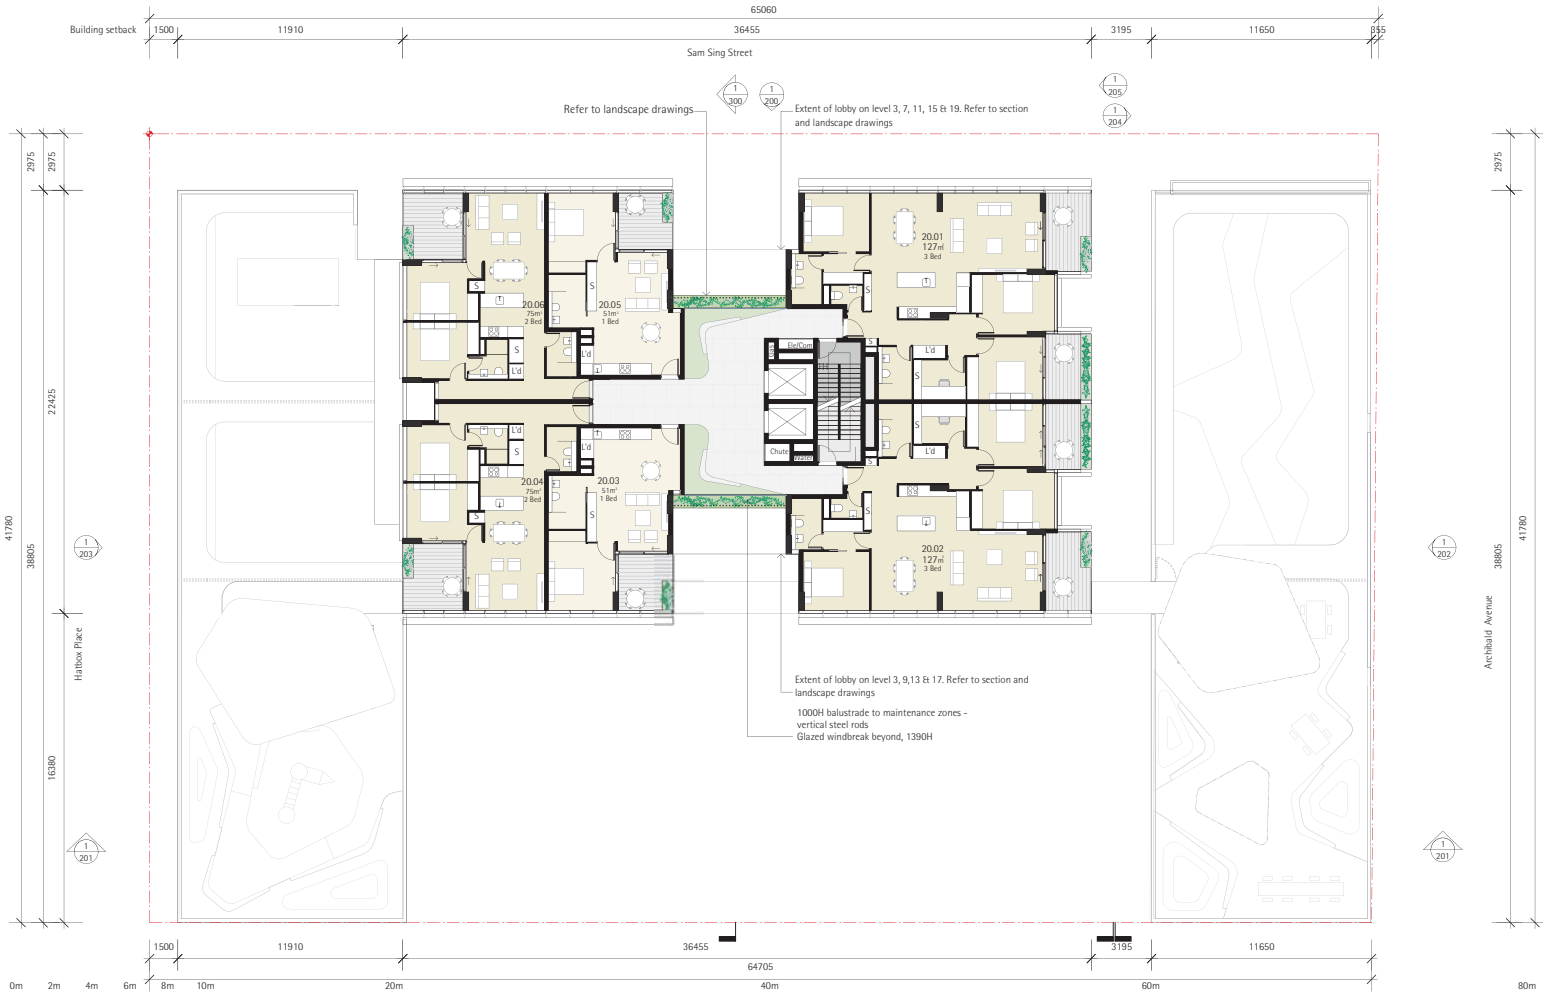 65060
Building setback
1500
11910
36455
3195
11650
355
Sam Sing Street
1
300
1
200
1
205
1
204
Refer to landscape drawings
Extent of lobby on level 3, 7, 11, 15 & 19. Refer to section
and landscape drawings
2975
2975
2975
22425
41780
38805
16380
38805
41780
20.06
75m²
2 Bed
20.05
51m²
1 Bed
20.01
127m²
3 Bed
S
S
S
L'd
L'd
S
S
L'd
S
Ele/Com
Gas
Chute
Water
L'd
S
S
L'd
S
S
L'd
S
S
20.04
75m²
2 Bed
20.03
51m²
1 Bed
20.02
127m²
3 Bed
1
203
1
202
Hatbox Place
Archibald Avenue
Extent of lobby on level 3, 9,13 & 17. Refer to section and
landscape drawings
1000H balustrade to maintenance zones -
vertical steel rods
Glazed windbreak beyond, 1390H
1
201
1
201
1500
11910
36455
3195
11650
64705
0m
2m
4m
6m
8m
10m
20m
40m
60m
80m